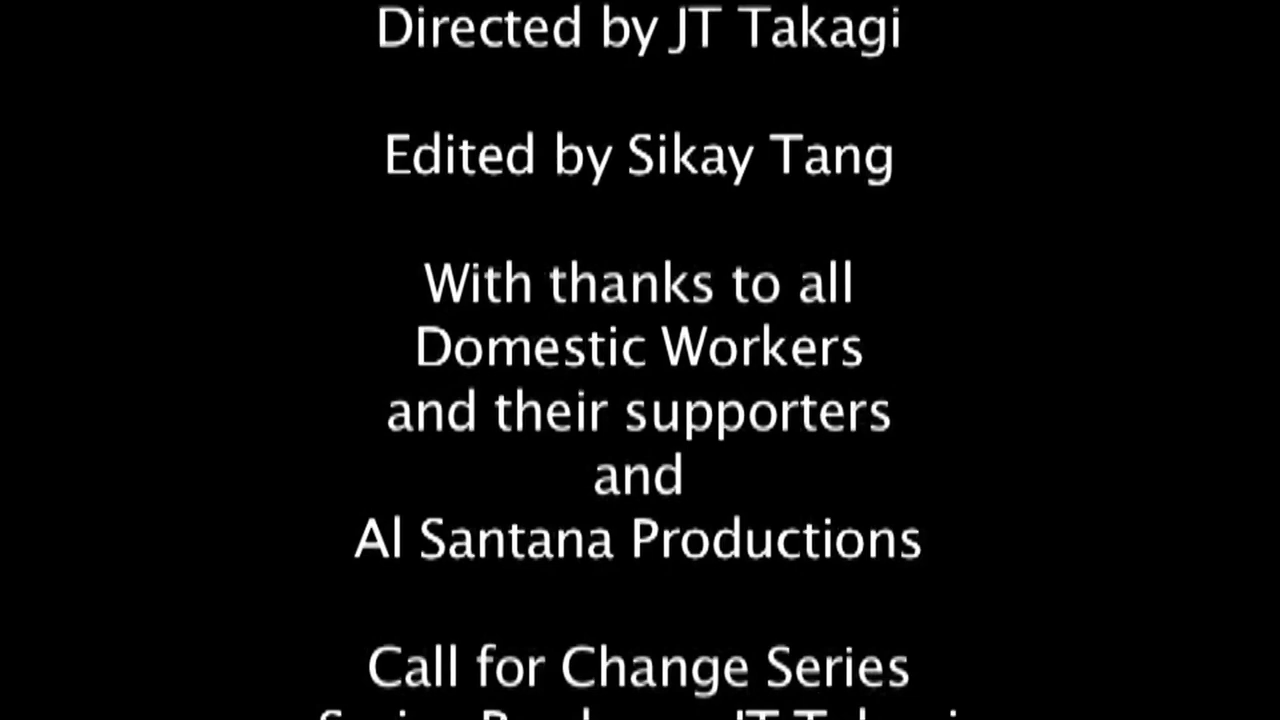 Directed by JT Takagi
Edited by Sikay Tang
With thanks to all
Domestic Workers
and their supporters
and
Al Santana Productions
Call for Change Series